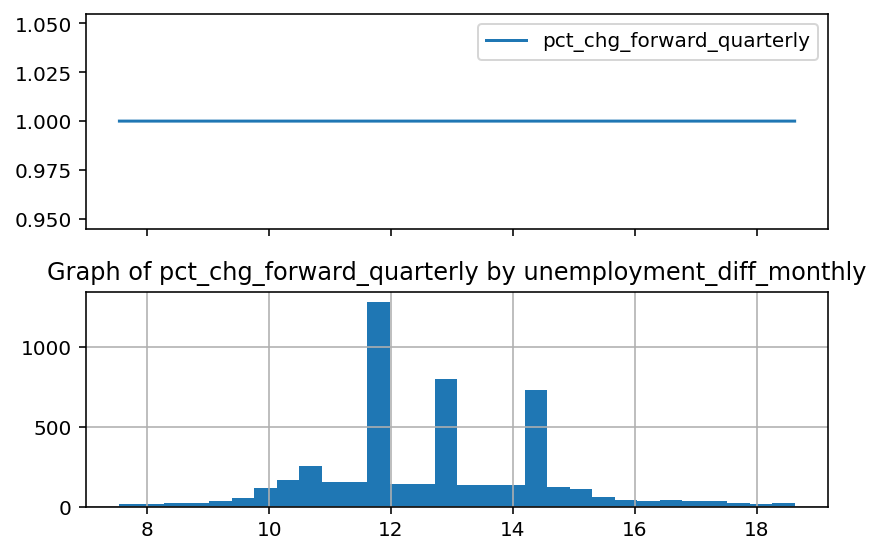 1.050
pct_chg_forward_quarterly
1.025
1.000
0.975
0.950
Graph of pct_chg_forward_quarterly by unemployment_diff_monthly
1000
500
0
8 10 12 14 16 18